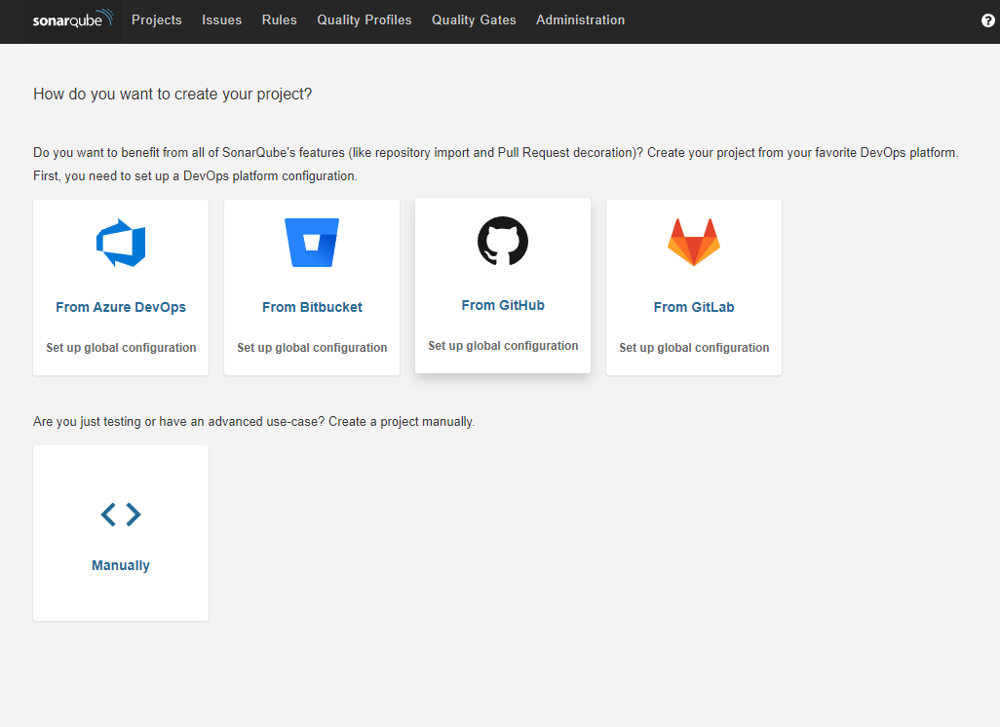 sonarqube Projects Issues Rules Quality Profiles Quality Gates Administration ?
How do you want to create your project?
Do you want to benefit from all of SonarQube's features (like repository import and Pull Request decoration)? Create your project from your favorite DevOps platform.
First, you need to set up a DevOps platform configuration.
From Azure DevOps From Bitbucket From GitHub From GitLab
Set up global configuration Set up global configuration Set up global configuration Set up global configuration
Are you just testing or have an advanced use-case? Create a project manually.
Manually